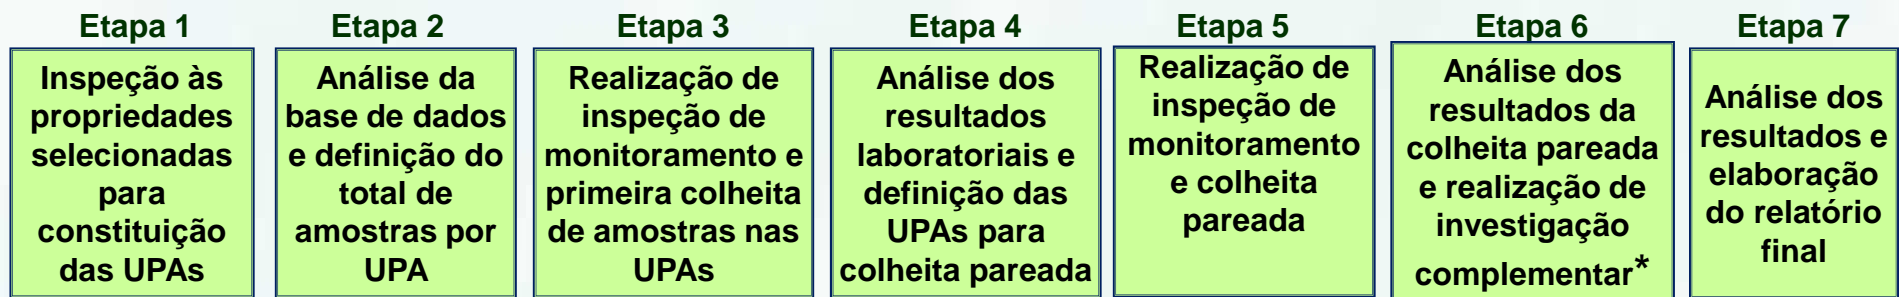 Etapa 1
Inspeção às
propriedades
selecionadas
para
constituição
das UPAs
Etapa 2
Análise da
base de dados
e definição do
total de
amostras por
UPA
Etapa 3
Realização de
inspeção de
monitoramento e
primeira colheita
de amostras nas
UPAs
Etapa 4
Análise dos
resultados
laboratoriais e
definição das
UPAs para
colheita pareada
Etapa 5
Realização de
inspeção de
monitoramento
e colheita
pareada
Etapa 6
Análise dos
resultados da
colheita pareada
e realização de
investigação
complementar*
Etapa 7
Análise dos
resultados e
elaboração
do relatório
final